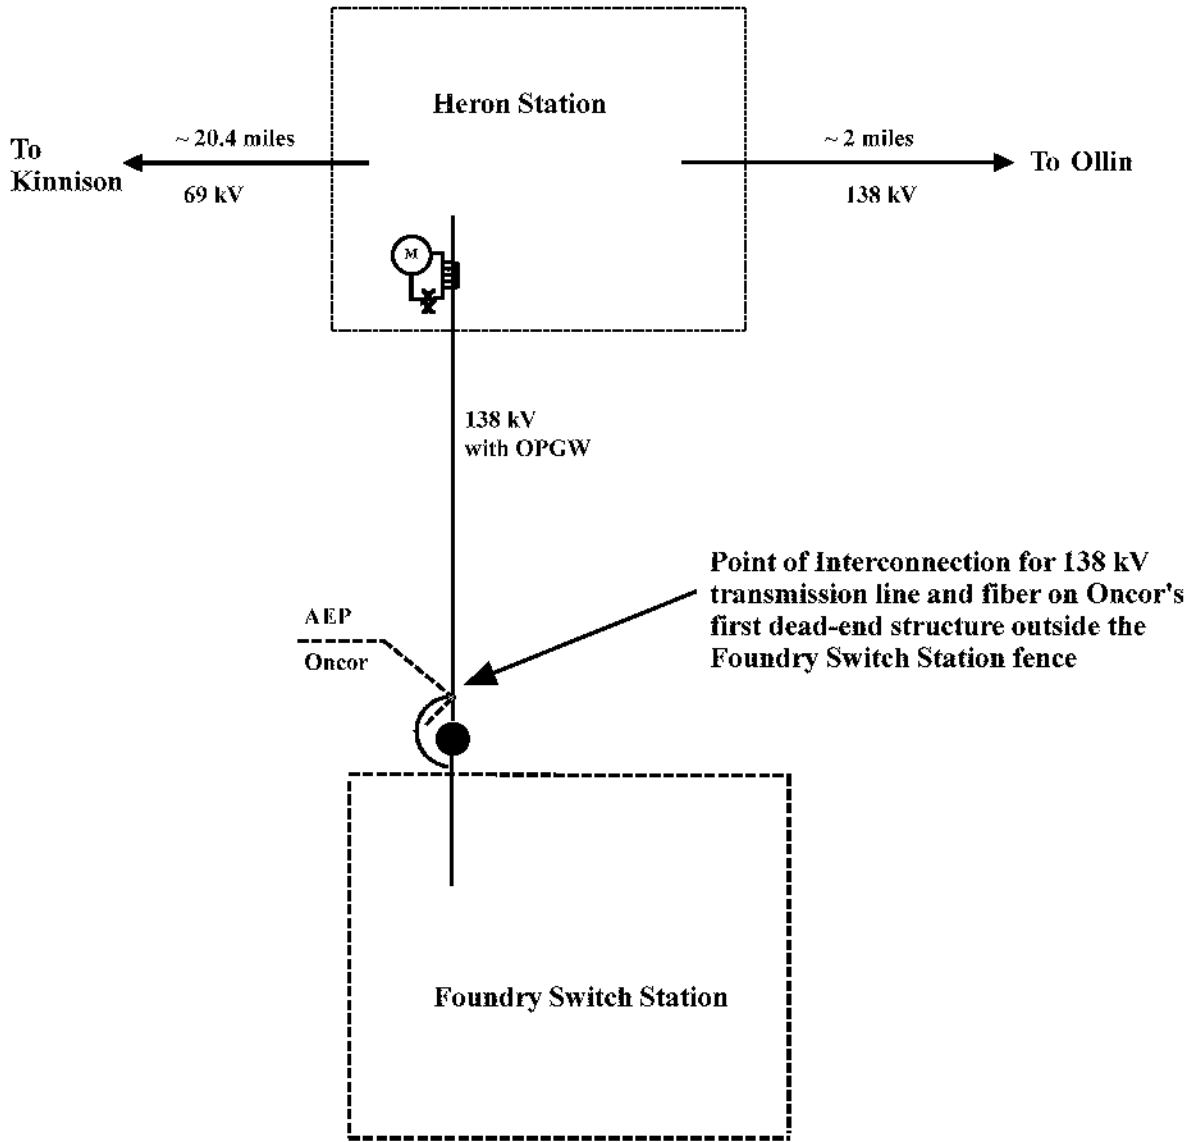 Heron Station
To
Kinnison
~ 20.4 miles
69 kV
~ 2 miles
138 kV
To Ollin
M
138 kV
with OPGW
Point of Interconnection for 138 kV
transmission line and fiber on Oncor's
first dead-end structure outside the
Foundry Switch Station fence
AEP
Oncor
Foundry Switch Station